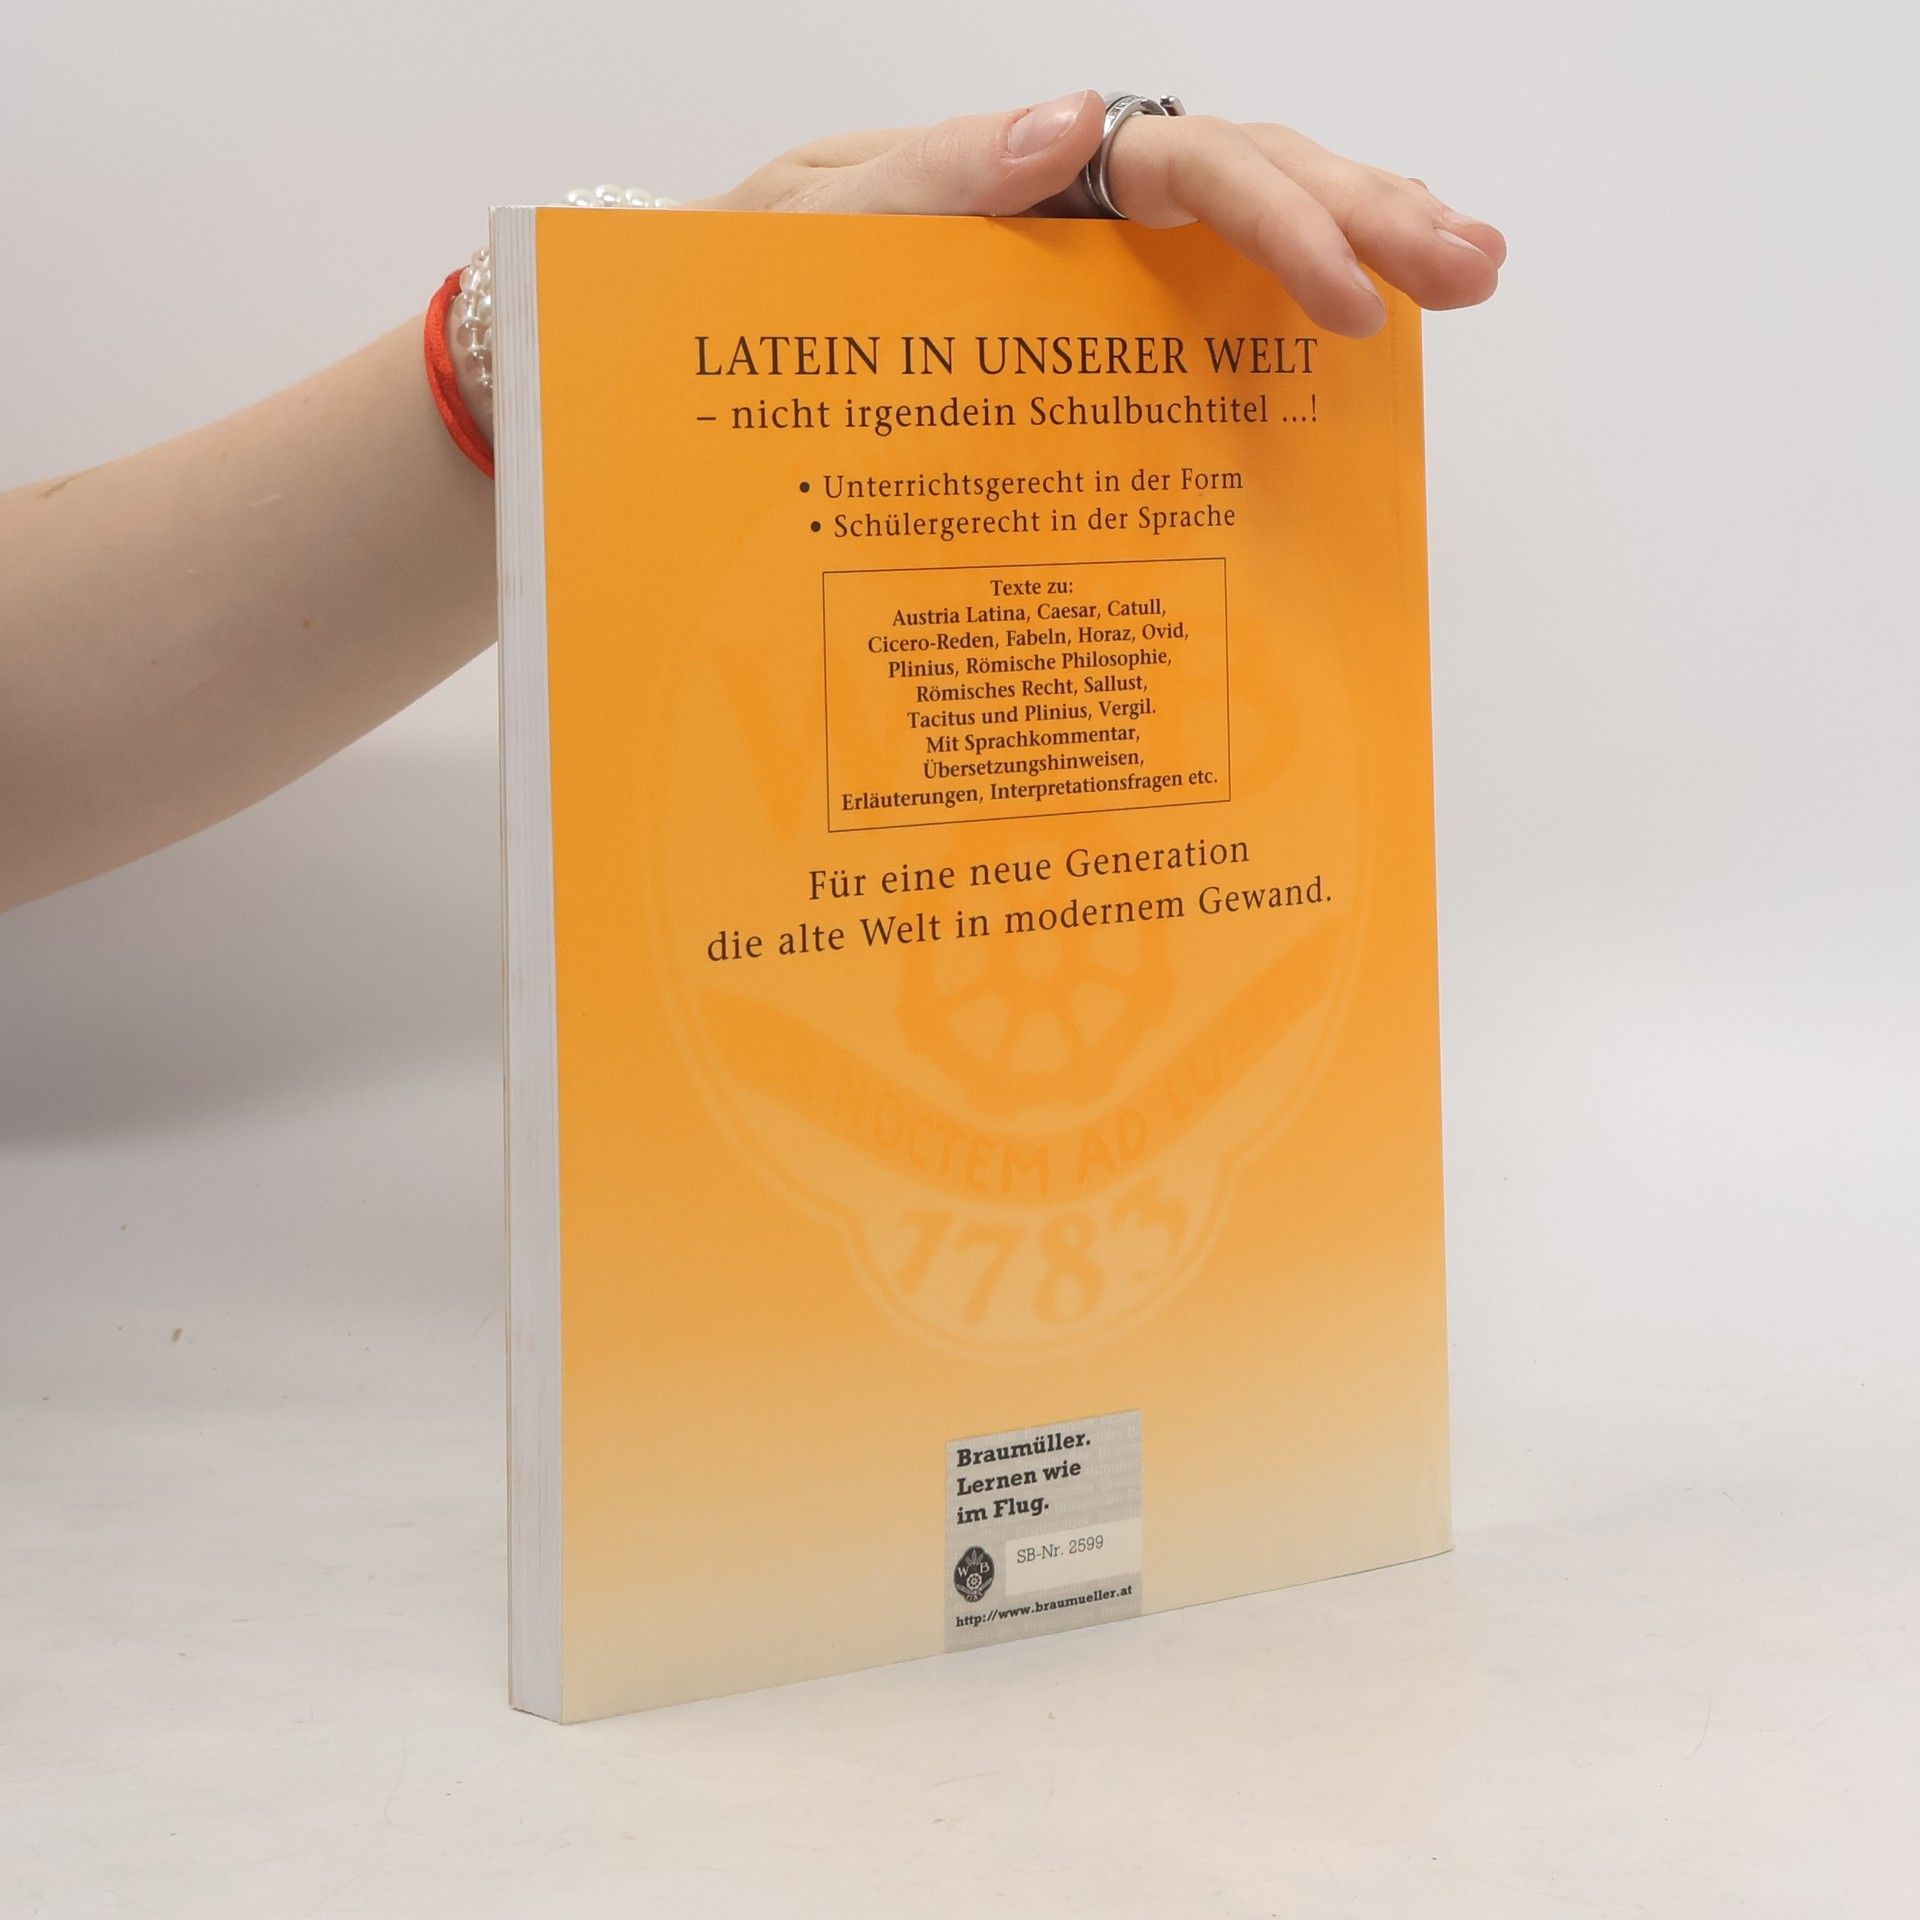 LATEIN IN UNSERER WELT
– nicht irgendein Schulbuchtitel ...!
• Unterrichtsgerecht in der Form
• Schülergerecht in der Sprache
Texte zu:
Austria Latina, Caesar, Catull,
Cicero-Reden, Fabeln, Horaz, Ovid,
Plinius, Römische Philosophie,
Römisches Recht, Sallust,
Tacitus und Plinius, Vergil.
Mit Sprachkommentar,
Übersetzungshinweisen,
Erläuterungen, Interpretationsfragen etc.
Für eine neue Generation
die alte Welt in modernem Gewand.
NOCTEM AD
1783
Braumüller.
Lernen wie
im Flug.
SB-Nr. 2599
W B
http://www.braumueller.at